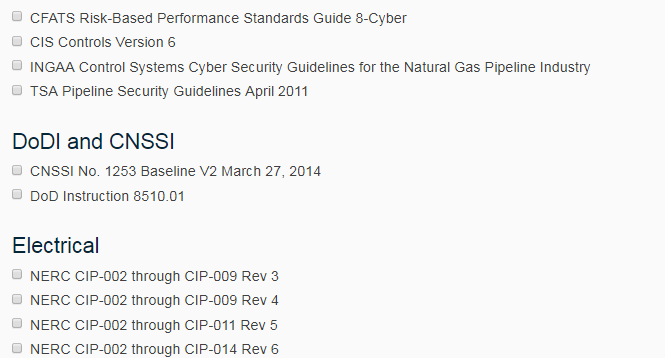 CFATS Risk-Based Performance Standards Guide 8-Cyber
CIS Controls Version 6
INGAA Control Systems Cyber Security Guidelines for the Natural Gas Pipeline Industry
TSA Pipeline Security Guidelines April 2011
DoDI and CNSSI
CNSSI No. 1253 Baseline V2 March 27, 2014
DoD Instruction 8510.01
Electrical
NERC CIP-002 through CIP-009 Rev 3
NERC CIP-002 through CIP-009 Rev 4
NERC CIP-002 through CIP-011 Rev 5
NERC CIP-002 through CIP-014 Rev 6